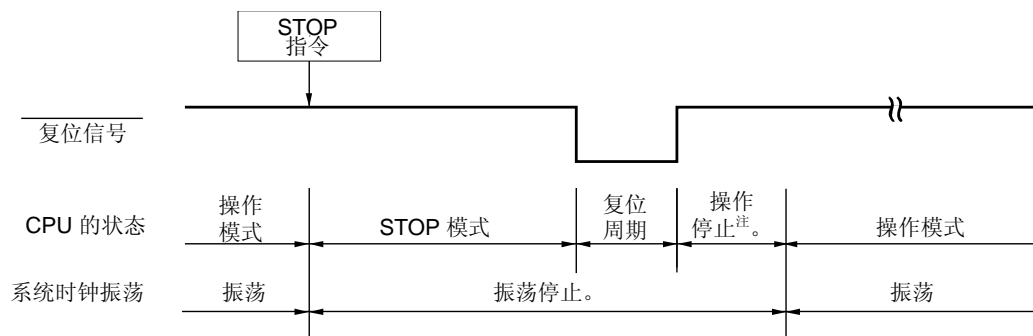 STOP
指令
复位信号
CPU 的状态
操作
模式
STOP 模式
复位
周期
操作
停止注。
操作模式
系统时钟振荡
振荡
振荡停止。
振荡